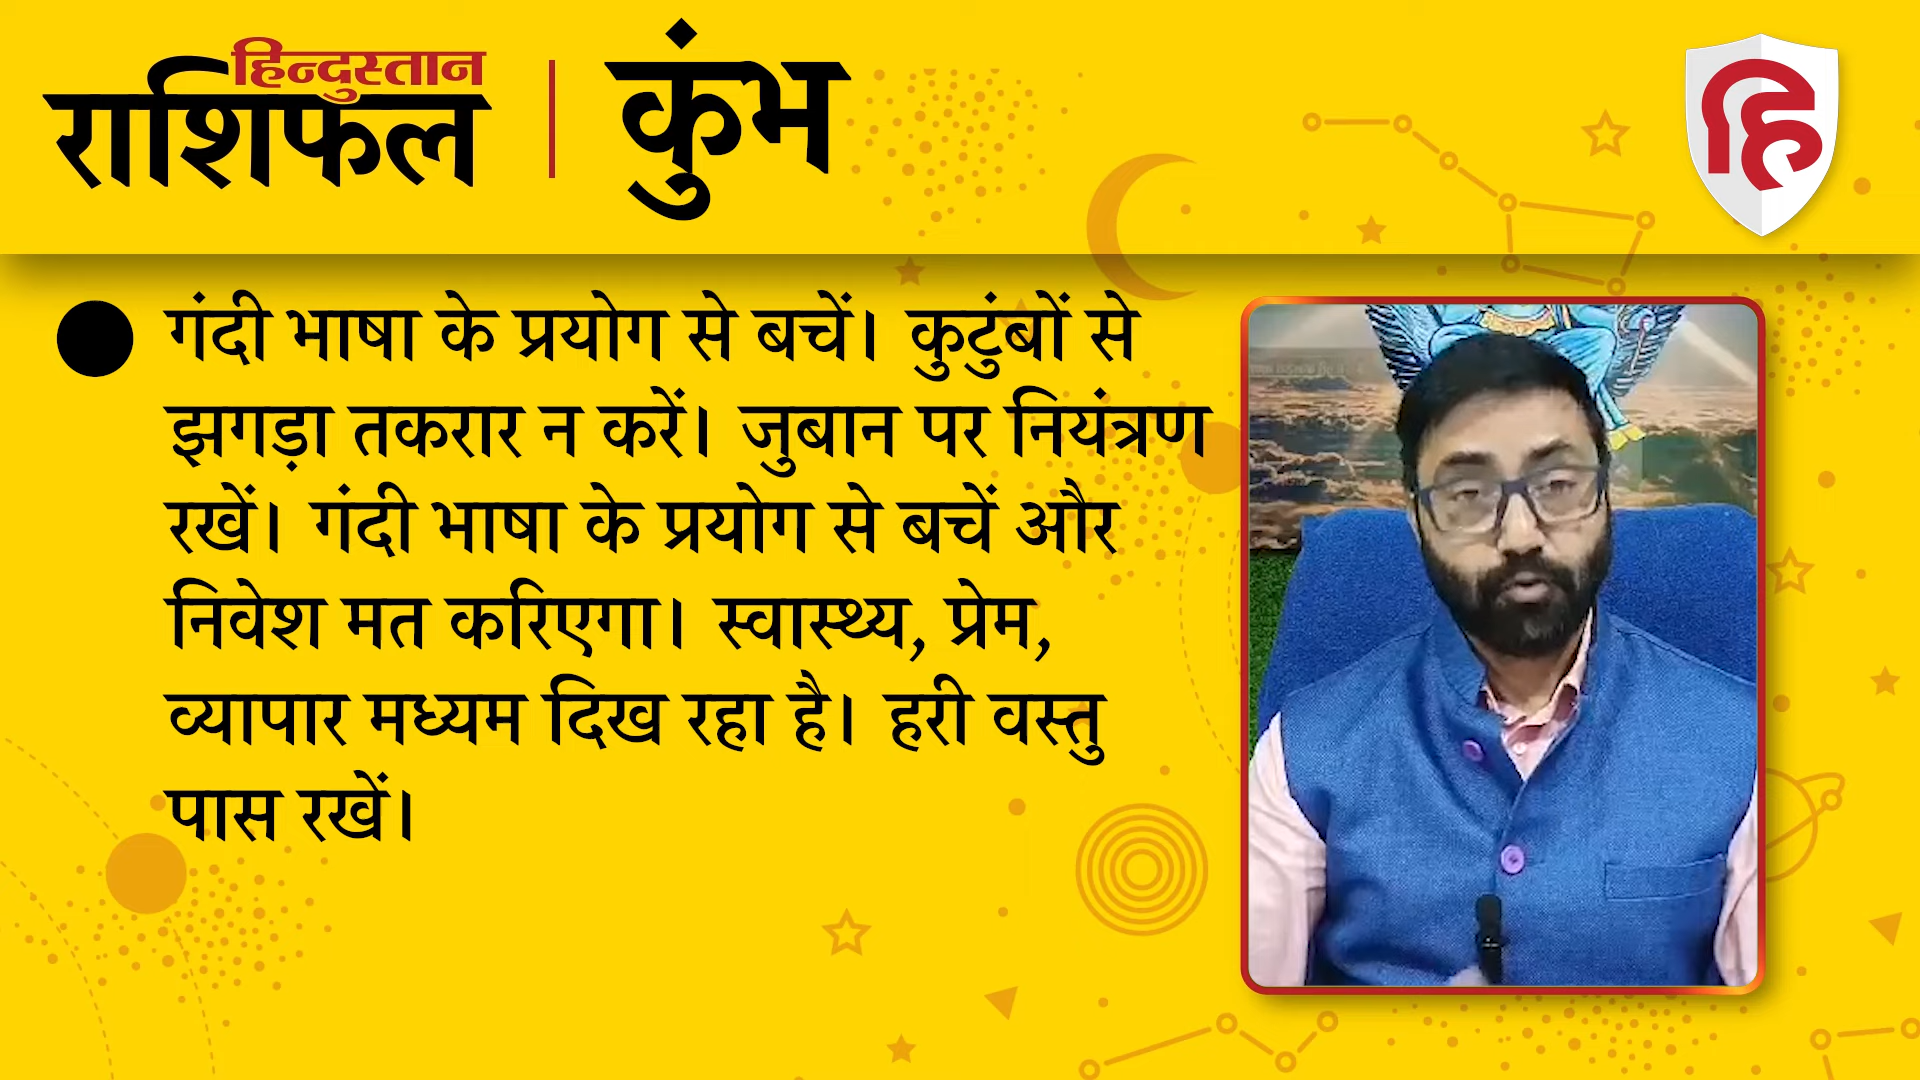 हिन्दुस्तान
राशिफल
कुंभ
हि
गंदी भाषा के प्रयोग से बचें। कुटुंबों से
झगड़ा तकरार न करें। जुबान पर नियंत्रण
रखें। गंदी भाषा के प्रयोग से बचें और
निवेश मत करिएगा। स्वास्थ्य, प्रेम,
व्यापार मध्यम दिख रहा है। हरी वस्तु
पास रखें।